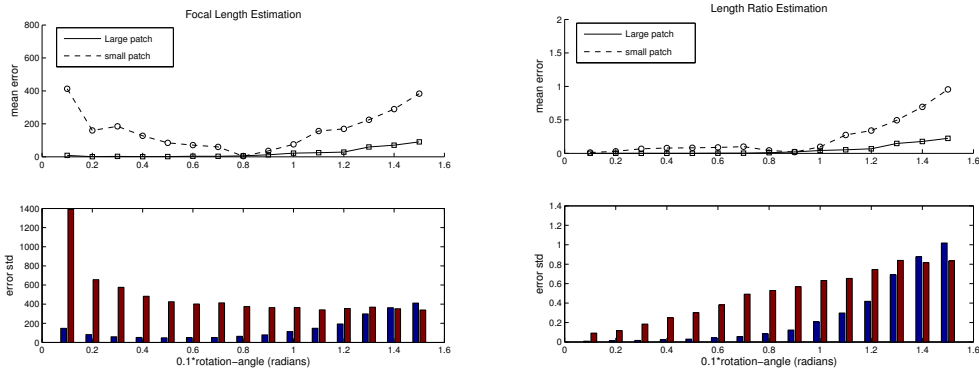 Focal Length Estimation
800
600
400
200
0
mean error
Large patch
small patch
0 0.2 0.4 0.6 0.8 1 1.2 1.4 1.6
1400
1200
1000
800
600
400
200
0
error std
0 0.2 0.4 0.6 0.8 1 1.2 1.4 1.6
0.1*rotation−angle (radians)
Length Ratio Estimation
2
1.5
1
0.5
0
mean error
Large patch
small patch
0 0.2 0.4 0.6 0.8 1 1.2 1.4 1.6
1.4
1.2
1
0.8
0.6
0.4
0.2
0
error std
0 0.2 0.4 0.6 0.8 1 1.2 1.4 1.6
0.1*rotation−angle (radians)